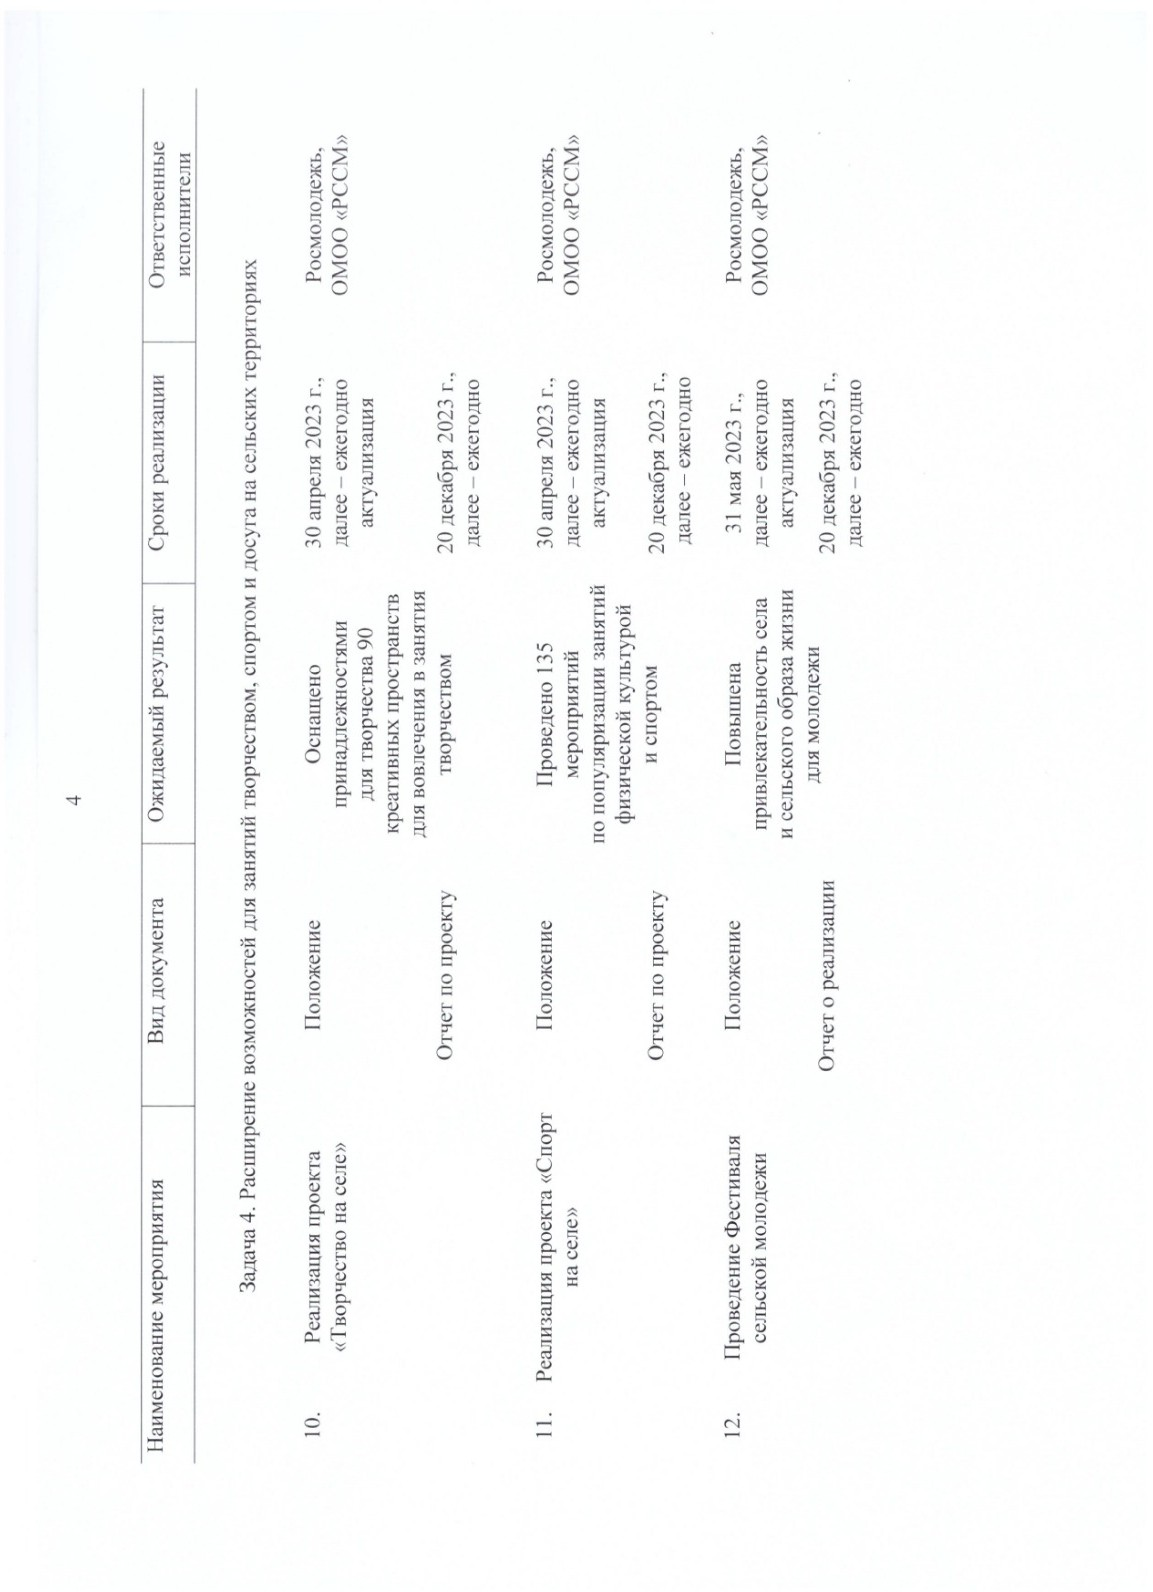 4
Наименование мероприятия
Вид документа
Ожидаемый результат
Сроки реализации
Ответственные
исполнители
Задача 4. Расширение возможностей для занятий творчеством, спортом и досуга на сельских территориях
10.
Реализация проекта
«Творчество на селе»
Положение
Отчет по проекту
Оснащено
принадлежностями
для творчества 90
креативных пространств
для вовлечения в занятия
творчеством
30 апреля 2023 г.,
далее – ежегодно
актуализация
20 декабря 2023 г.,
далее – ежегодно
Росмолодежь,
ОМОО «РССМ»
11.
Реализация проекта «Спорт
на селе»
Положение
Отчет по проекту
Проведено 135
мероприятий
по популяризации занятий
физической культурой
и спортом
30 апреля 2023 г.,
далее – ежегодно
актуализация
20 декабря 2023 г.,
далее – ежегодно
Росмолодежь,
ОМОО «РССМ»
12.
Проведение Фестиваля
сельской молодежи
Положение
Отчет о реализации
Повышена
привлекательность села
и сельского образа жизни
для молодежи
31 мая 2023 г.,
далее – ежегодно
актуализация
20 декабря 2023 г.,
далее – ежегодно
Росмолодежь,
ОМОО «РССМ»